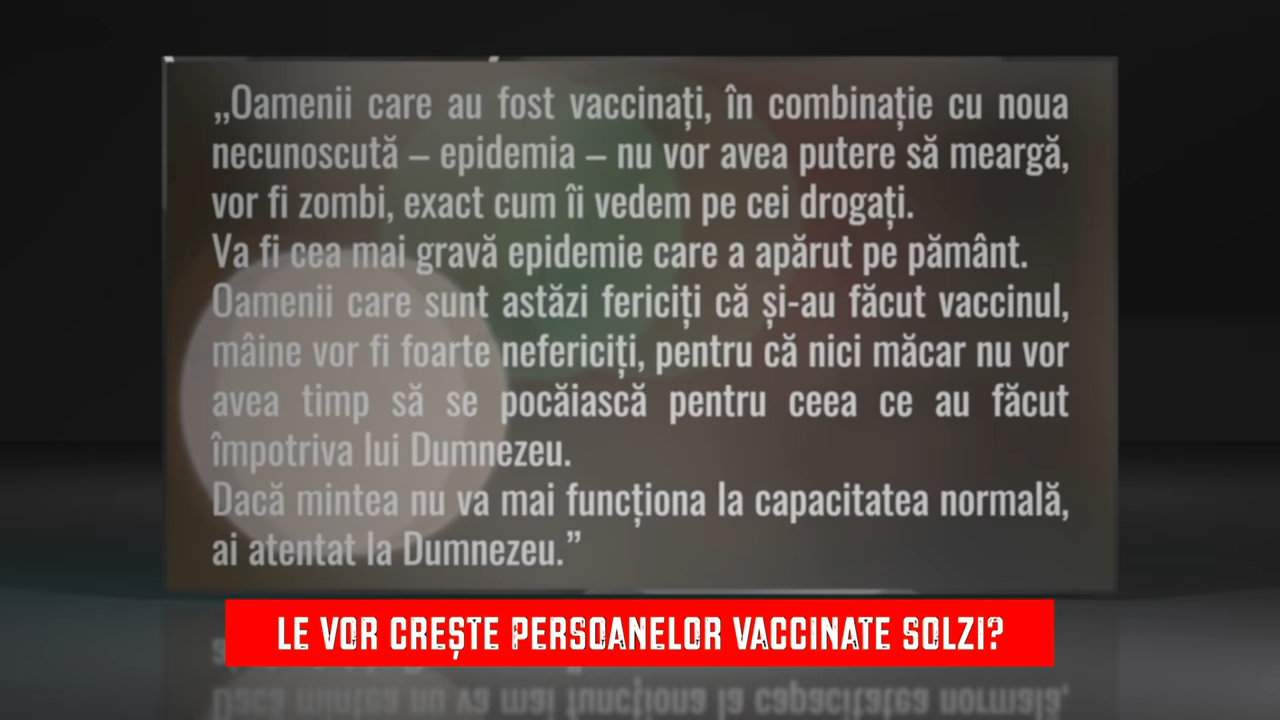 „Oamenii care au fost vaccinați, în combinație cu noua
necunoscută – epidemia – nu vor avea putere să meargă,
vor fi zombi, exact cum îi vedem pe cei drogați.
Va fi cea mai gravă epidemie care a apărut pe pământ.
Oamenii care sunt astăzi fericiți că și-au făcut vaccinul,
mâine vor fi foarte nefericiți, pentru că nici măcar nu vor
avea timp să se pocăiască pentru ceea ce au făcut
împotriva lui Dumnezeu.
Dacă mintea nu va mai funcționa la capacitatea normală,
ai atentat la Dumnezeu.”
LE VOR CREȘTE PERSOANELOR VACCINATE SOLZI?